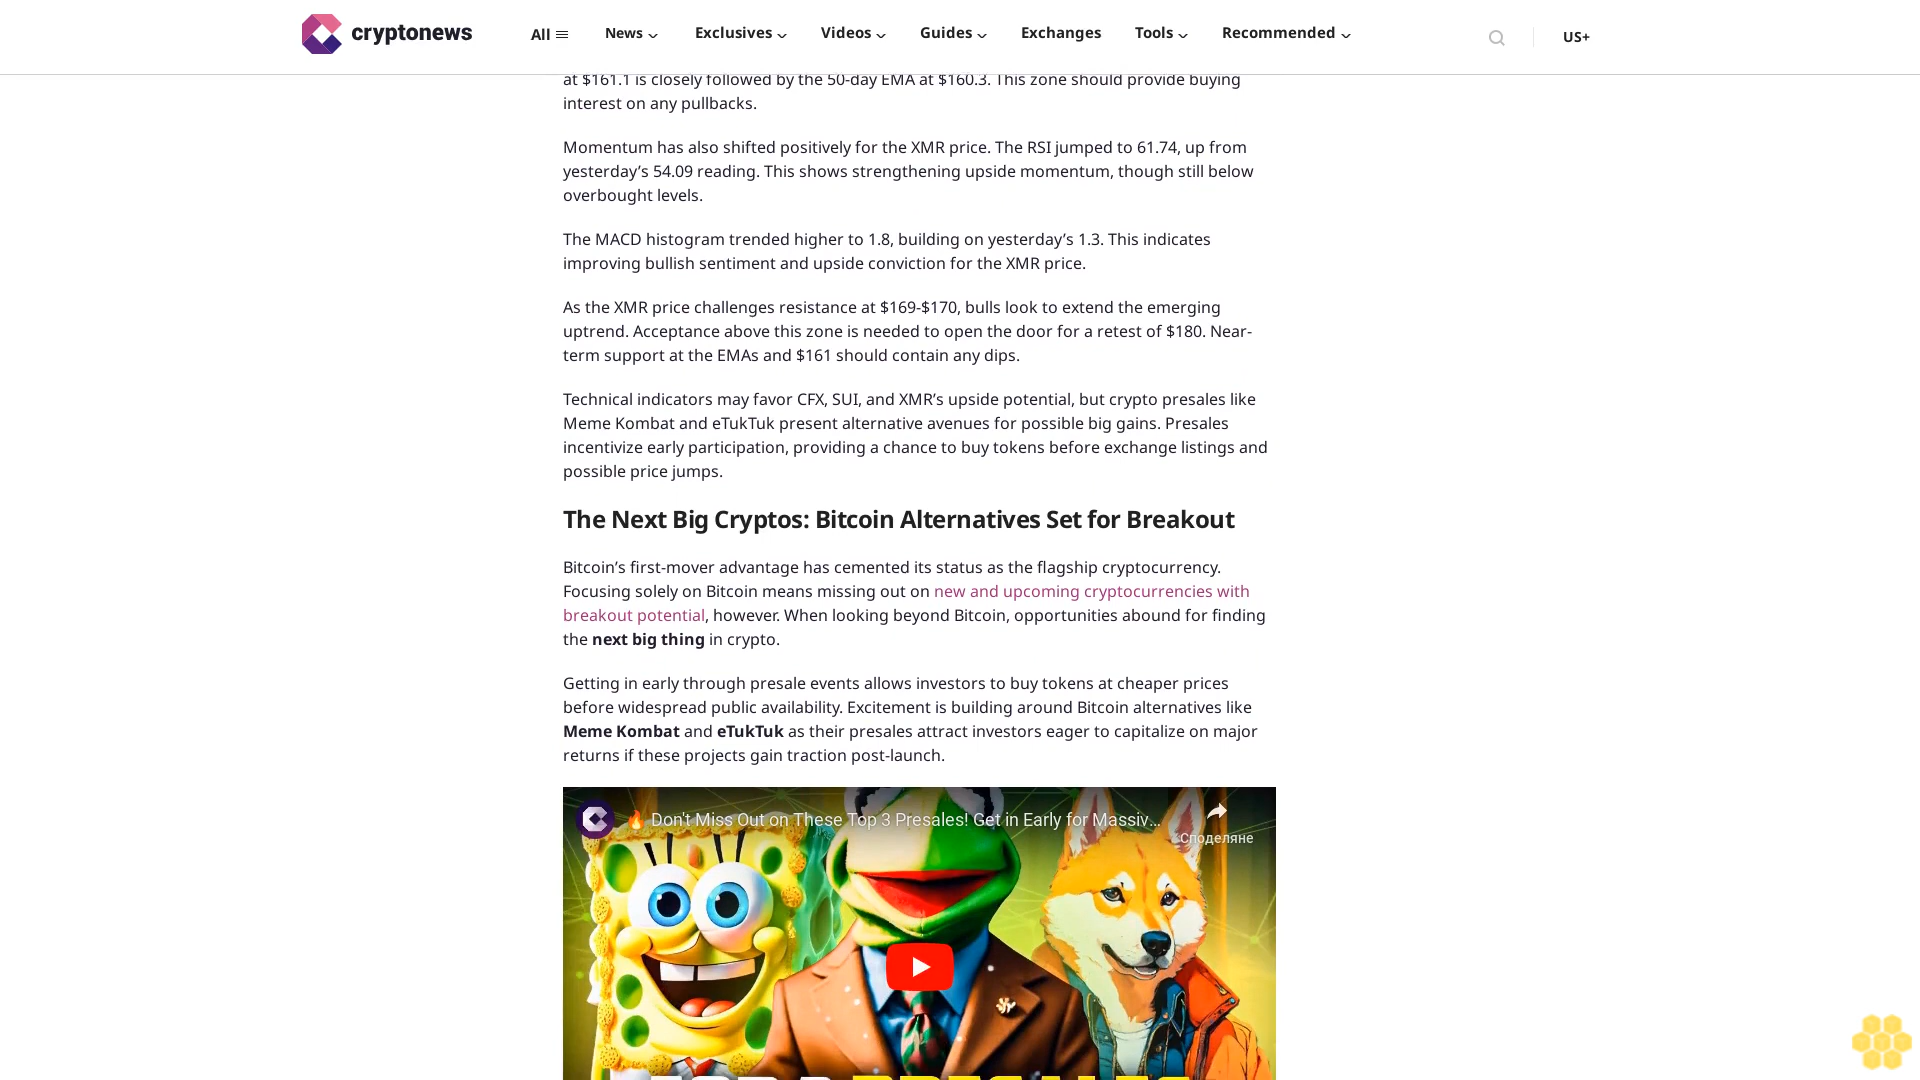 cryptonews
All
News
Exclusives
Videos
Guides
Exchanges
Tools
Recommended
US+
at $161.1 is closely followed by the 50-day EMA at $160.3. This zone should provide buying
interest on any pullbacks.
Momentum has also shifted positively for the XMR price. The RSI jumped to 61.74, up from
yesterday’s 54.09 reading. This shows strengthening upside momentum, though still below
overbought levels.
The MACD histogram trended higher to 1.8, building on yesterday’s 1.3. This indicates
improving bullish sentiment and upside conviction for the XMR price.
As the XMR price challenges resistance at $169-$170, bulls look to extend the emerging
uptrend. Acceptance above this zone is needed to open the door for a retest of $180. Near-
term support at the EMAs and $161 should contain any dips.
Technical indicators may favor CFX, SUI, and XMR’s upside potential, but crypto presales like
Meme Kombat and eTukTuk present alternative avenues for possible big gains. Presales
incentivize early participation, providing a chance to buy tokens before exchange listings and
possible price jumps.
The Next Big Cryptos: Bitcoin Alternatives Set for Breakout
Bitcoin’s first-mover advantage has cemented its status as the flagship cryptocurrency.
Focusing solely on Bitcoin means missing out on new and upcoming cryptocurrencies with
breakout potential, however. When looking beyond Bitcoin, opportunities abound for finding
the next big thing in crypto.
Getting in early through presale events allows investors to buy tokens at cheaper prices
before widespread public availability. Excitement is building around Bitcoin alternatives like
Meme Kombat and eTukTuk as their presales attract investors eager to capitalize on major
returns if these projects gain traction post-launch.
🔥 Don't Miss Out on These Top 3 Presales! Get in Early for Massiv…
Споделяне